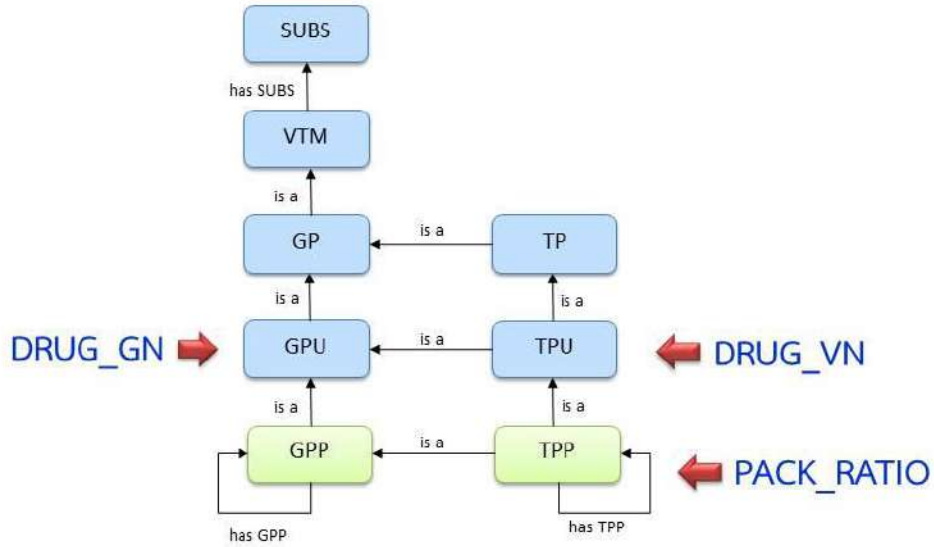 SUBS
has SUBS
VTM
is a
GP
is a
TP
is a
is a
DRUG_GN
GPU
is a
TPU
DRUG_VN
is a
is a
GPP
is a
TPP
PACK_RATIO
has GPP
has TPP